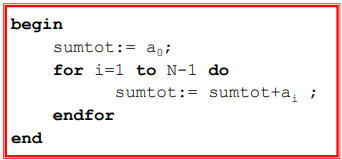 begin
sumtot:= a₀;
for i=1 to N-1 do
sumtot:= sumtot+aᵢ ;
endfor
end